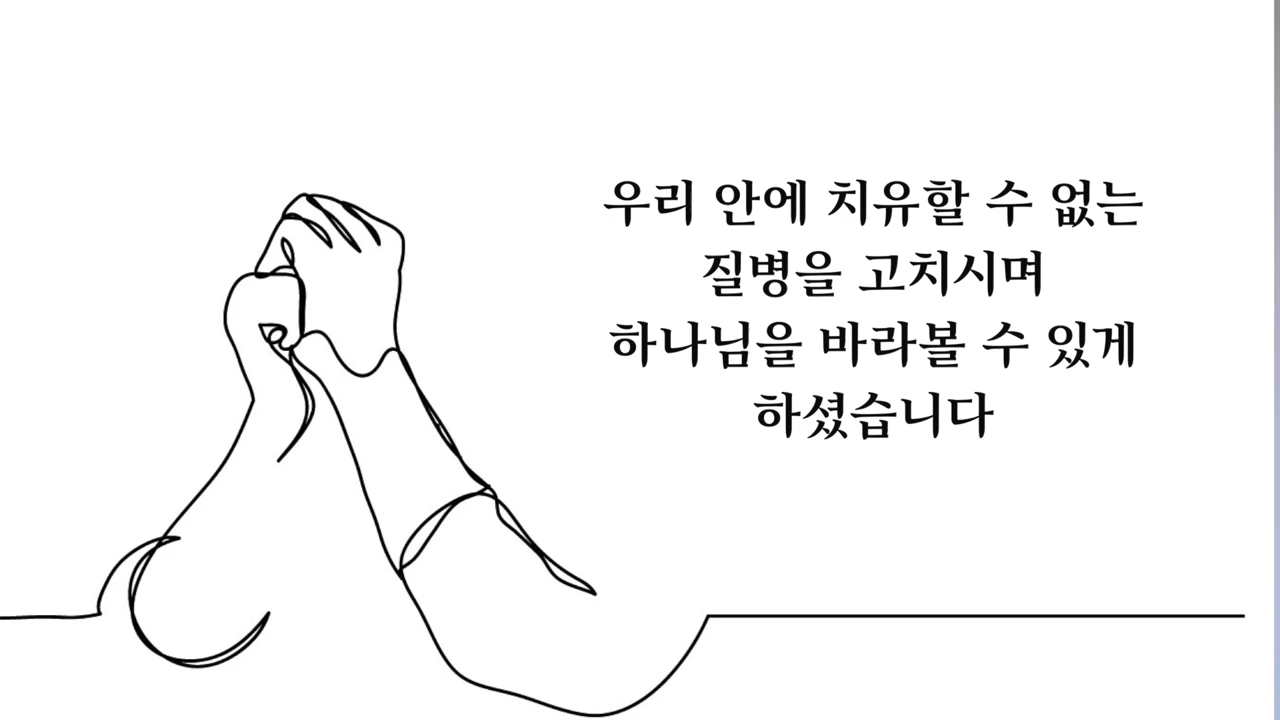 우리 안에 치유할 수 없는
질병을 고치시며
하나님을 바라볼 수 있게
하셨습니다